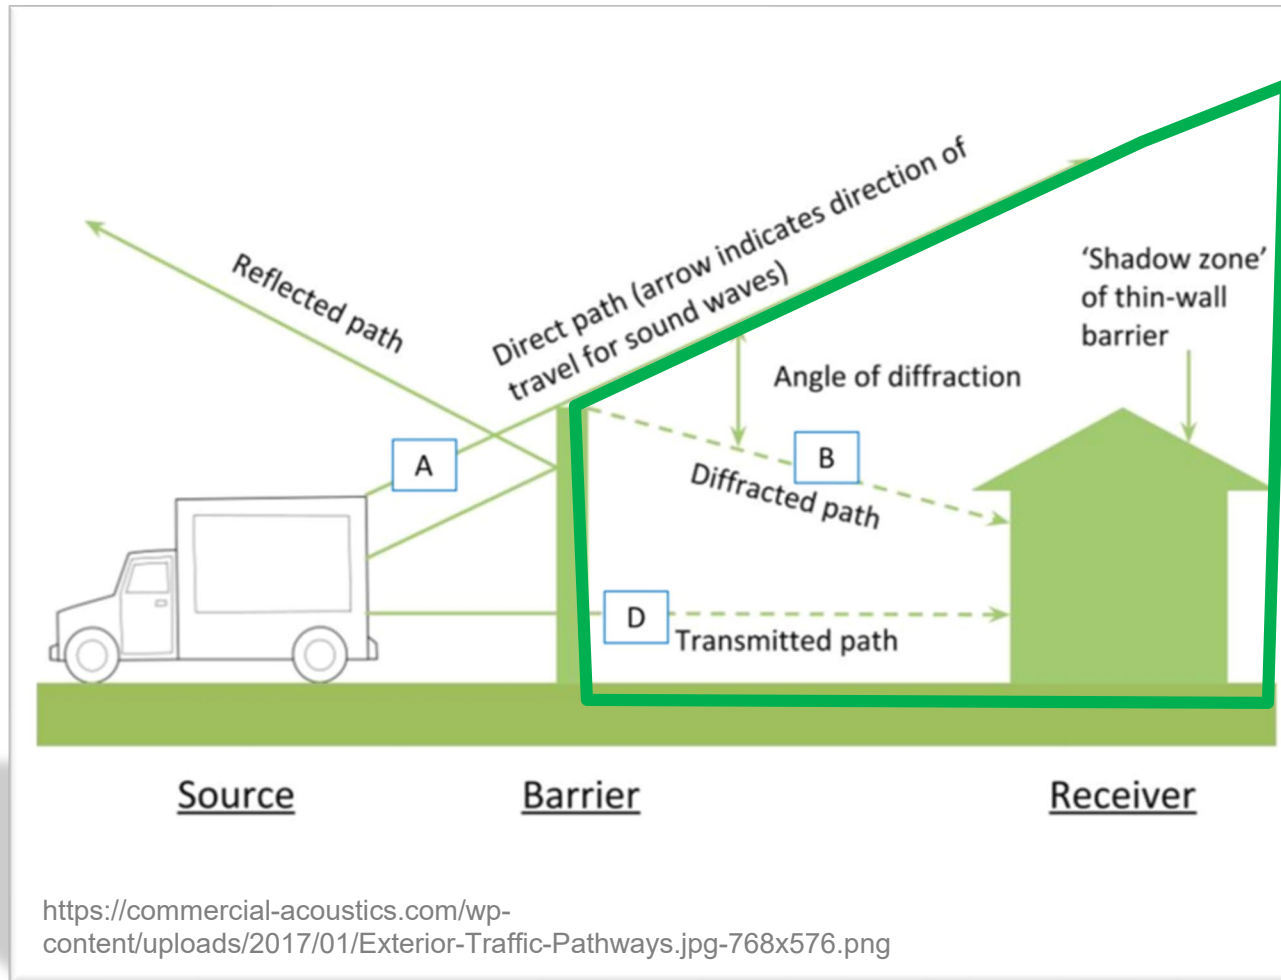 Reflected path
Direct path (arrow indicates direction of
travel for sound waves)
‘Shadow zone’
of thin-wall
barrier
Angle of diffraction
A
B
Diffracted path
D
Transmitted path
Source
Barrier
Receiver
https://commercial-acoustics.com/wp-
content/uploads/2017/01/Exterior-Traffic-Pathways.jpg-768x576.png